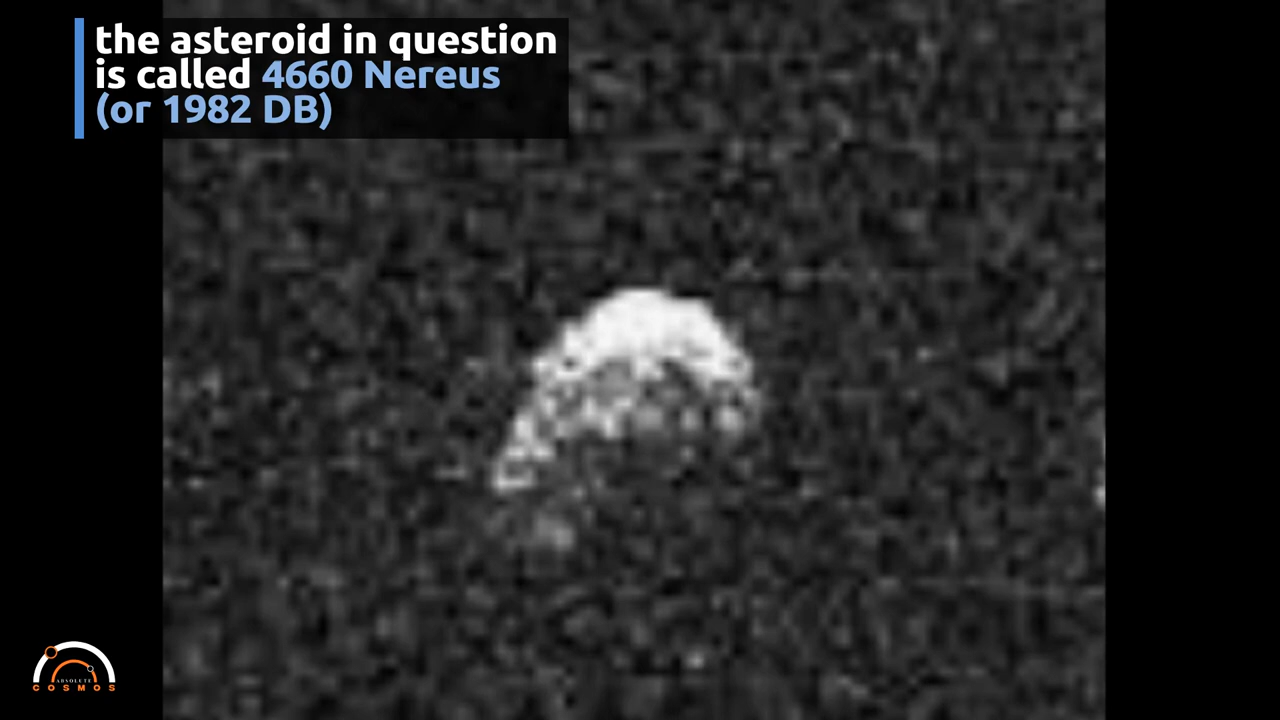 the asteroid in question
is called 4660 Nereus
(or 1982 DB)
ABSOLUTE
COSMOS